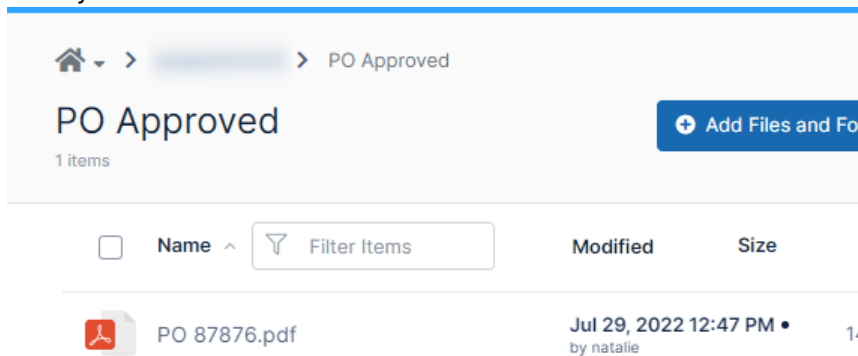 PO Approved
PO Approved
1 items
Add Files and Fo
Name Filter Items Modified Size
PO 87876.pdf Jul 29, 2022 12:47 PM • 14
by natalie